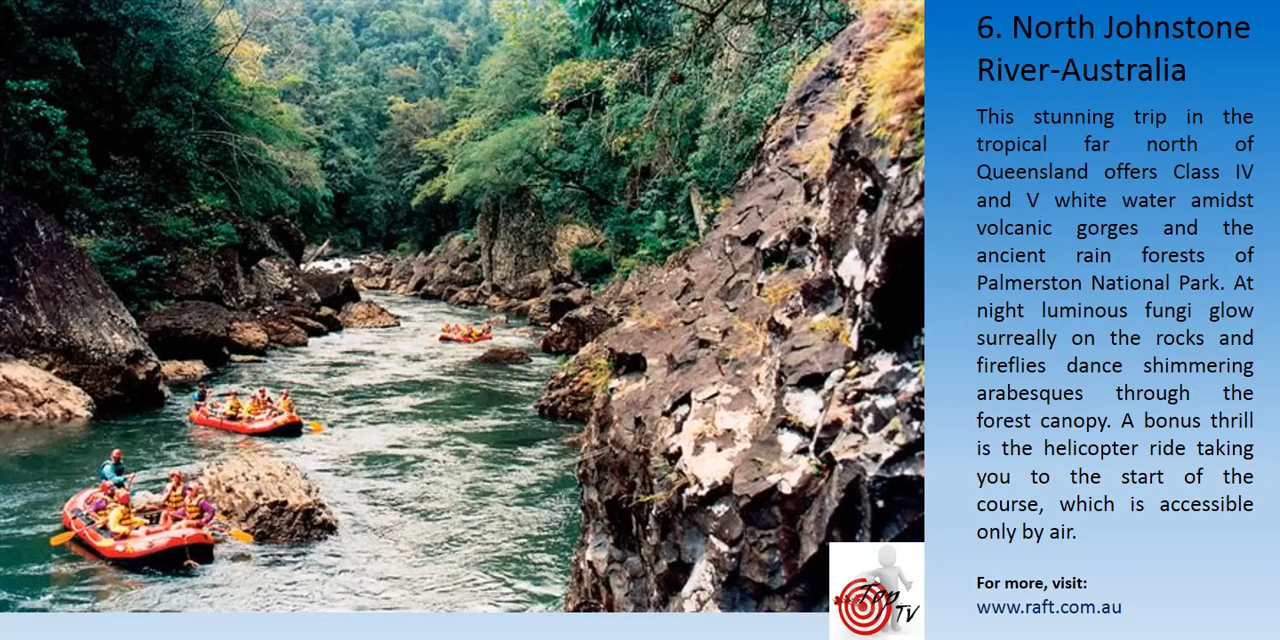 6. North Johnstone
River-Australia
This stunning trip in the
tropical far north of
Queensland offers Class IV
and V white water amidst
volcanic gorges and the
ancient rain forests of
Palmerston National Park. At
night luminous fungi glow
surreally on the rocks and
fireflies dance shimmering
arabesques through the
forest canopy. A bonus thrill
is the helicopter ride taking
you to the start of the
course, which is accessible
only by air.
For more, visit:
www.raft.com.au
Top
TV